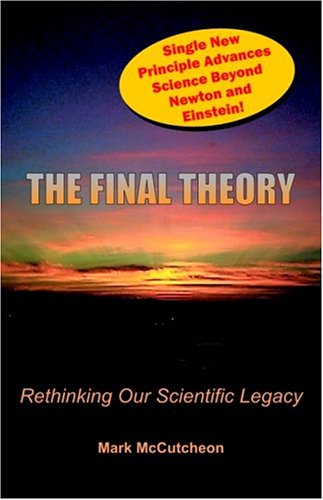 Single New
Principle Advances
Science Beyond
Newton and
Einstein!
THE FINAL THEORY
Rethinking Our Scientific Legacy
Mark McCutcheon